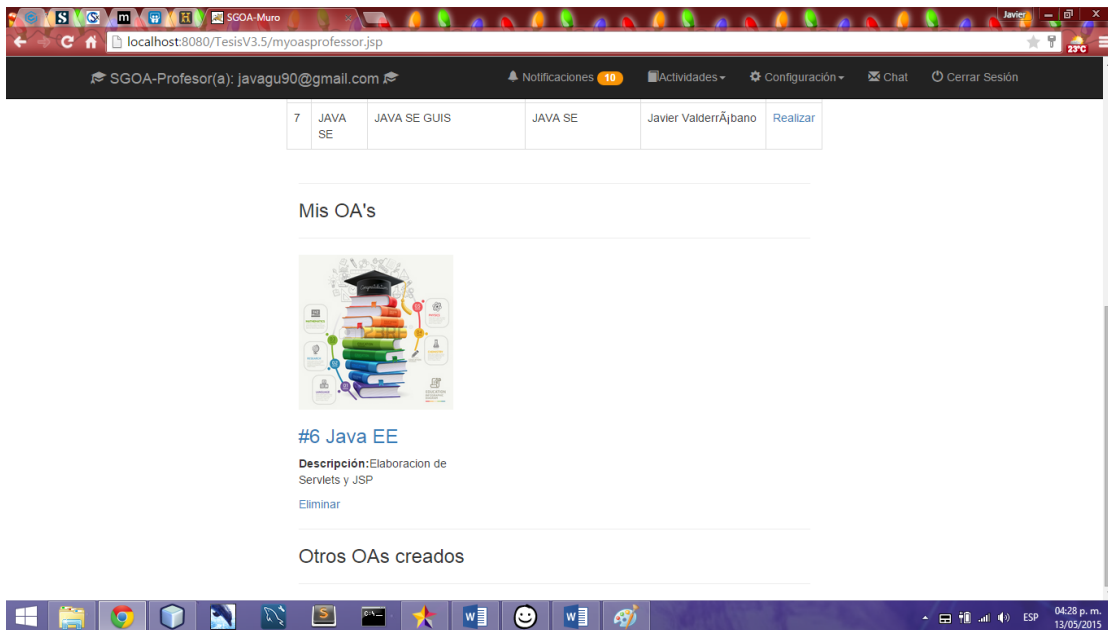 SGOA-Muro
Javier
localhost:8080/TesisV3.5/myoasprofessor.jsp
23°C
SGOA-Profesor(a): javagu90@gmail.com
Notificaciones 10
Actividades
Configuración
Chat
Cerrar Sesión
7 JAVA SE JAVA SE GUIS JAVA SE Javier ValderrÃ¡bano Realizar
Mis OA's
#6 Java EE
Descripción:Elaboracion de
Servlets y JSP
Eliminar
Otros OAs creados
ESP
04:28 p. m.
13/05/2015